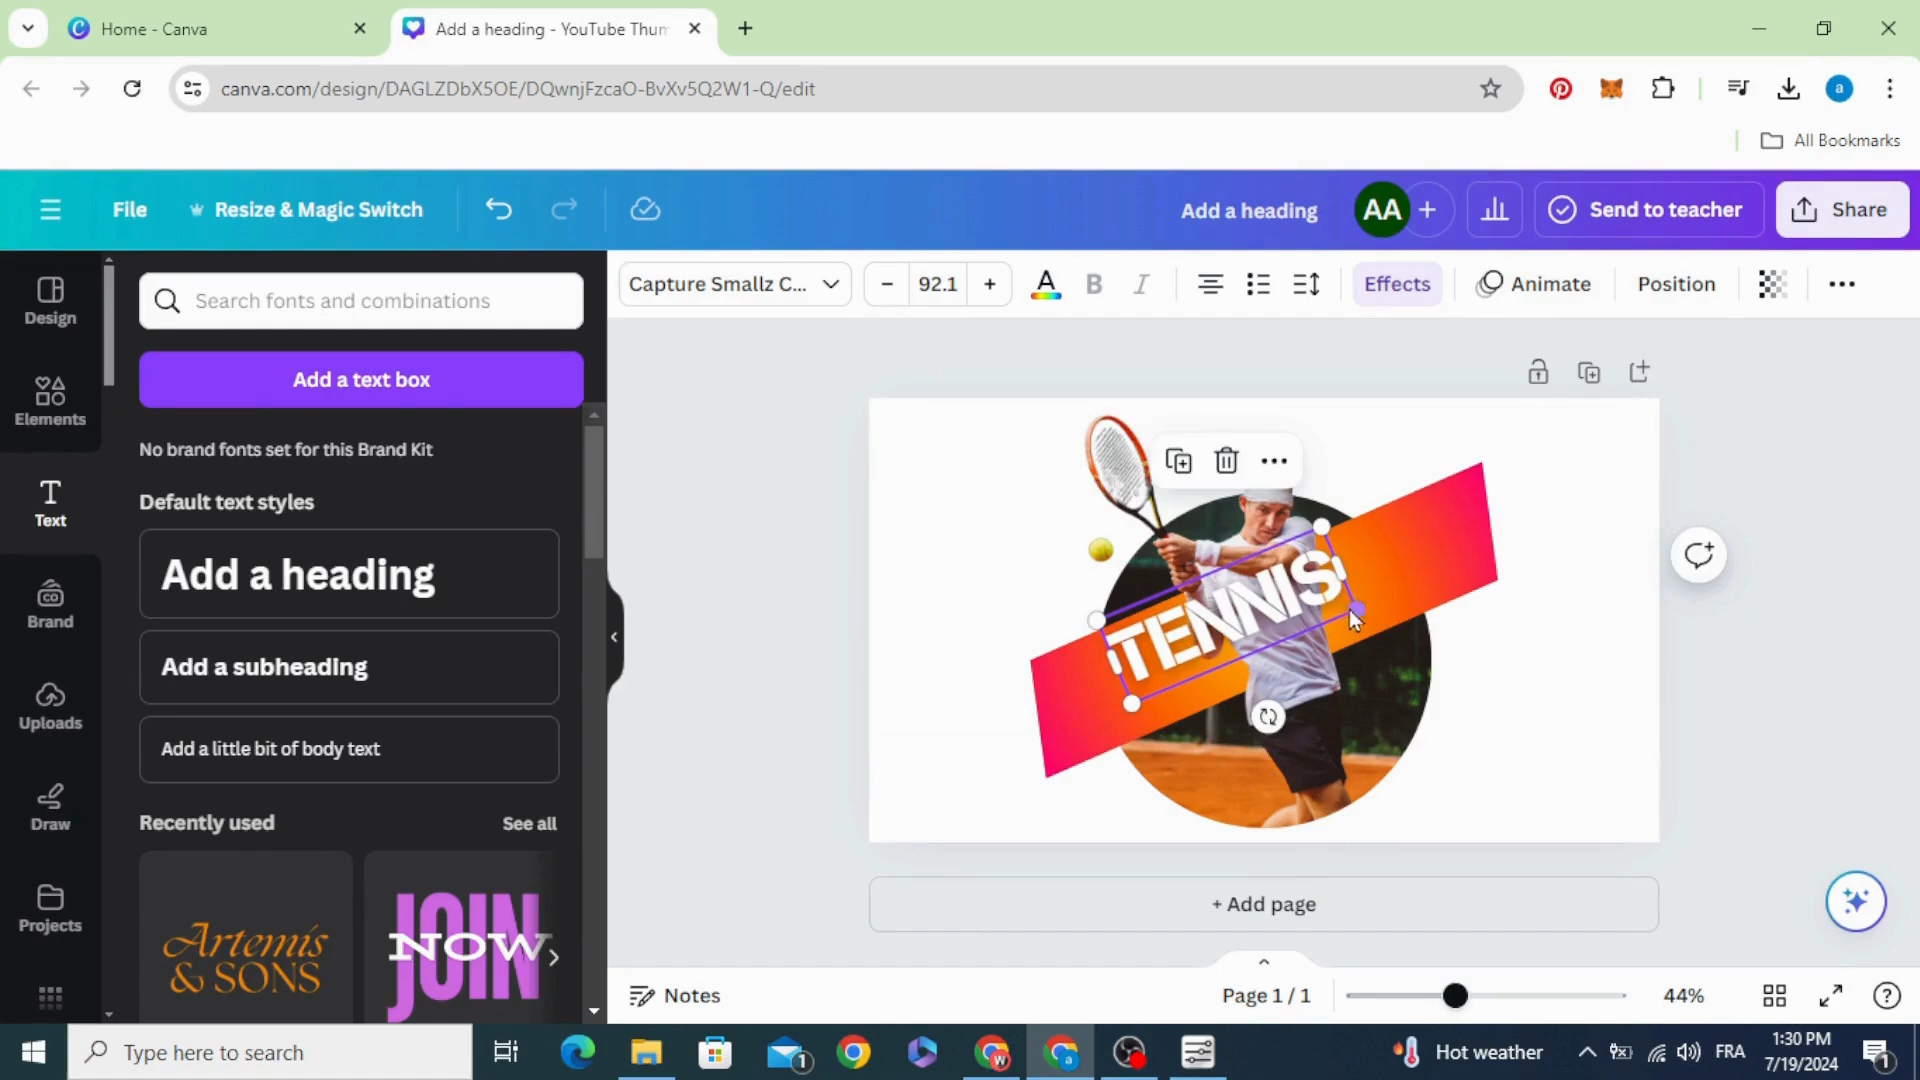 Home - Canva
Add a heading - YouTube Thum
canva.com/design/DAGLZDbX5OE/DQwnjFzcaO-BvXv5Q2W1-Q/edit
a
All Bookmarks
File
Resize & Magic Switch
Add a heading
AA
Send to teacher
Share
Design
Elements
Text
Brand
Uploads
Draw
Projects
Search fonts and combinations
Add a text box
No brand fonts set for this Brand Kit
Default text styles
Add a heading
Add a subheading
Add a little bit of body text
Recently used
See all
Artemis
& SONS
JOIN
NOW
Capture Smallz C...
92.1
A
B
I
Effects
Animate
Position
TENNIS
+ Add page
Notes
Page 1 / 1
44%
Type here to search
1
Hot weather
FRA
1:30 PM
7/19/2024
1